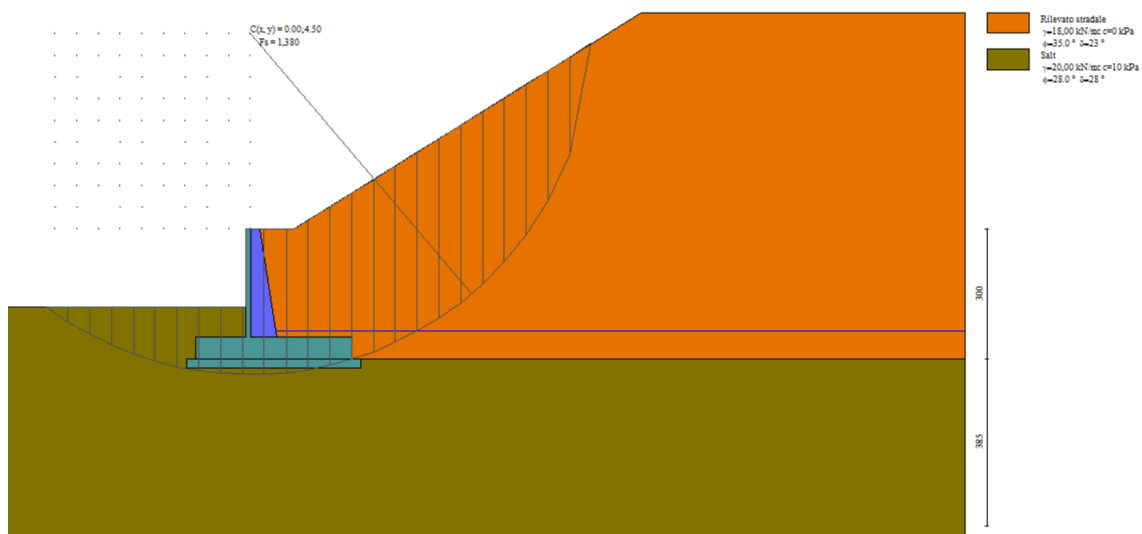 C(x, y) = 0.00;4.50
Fs = 1,380
Rilevato stradale
γ=18,00 kN/mc c=0 kPa
ϕ=35.0 ° δ=23 °
Salt
γ=20,00 kN/mc c=10 kPa
ϕ=28.0 ° δ=28 °
300
385